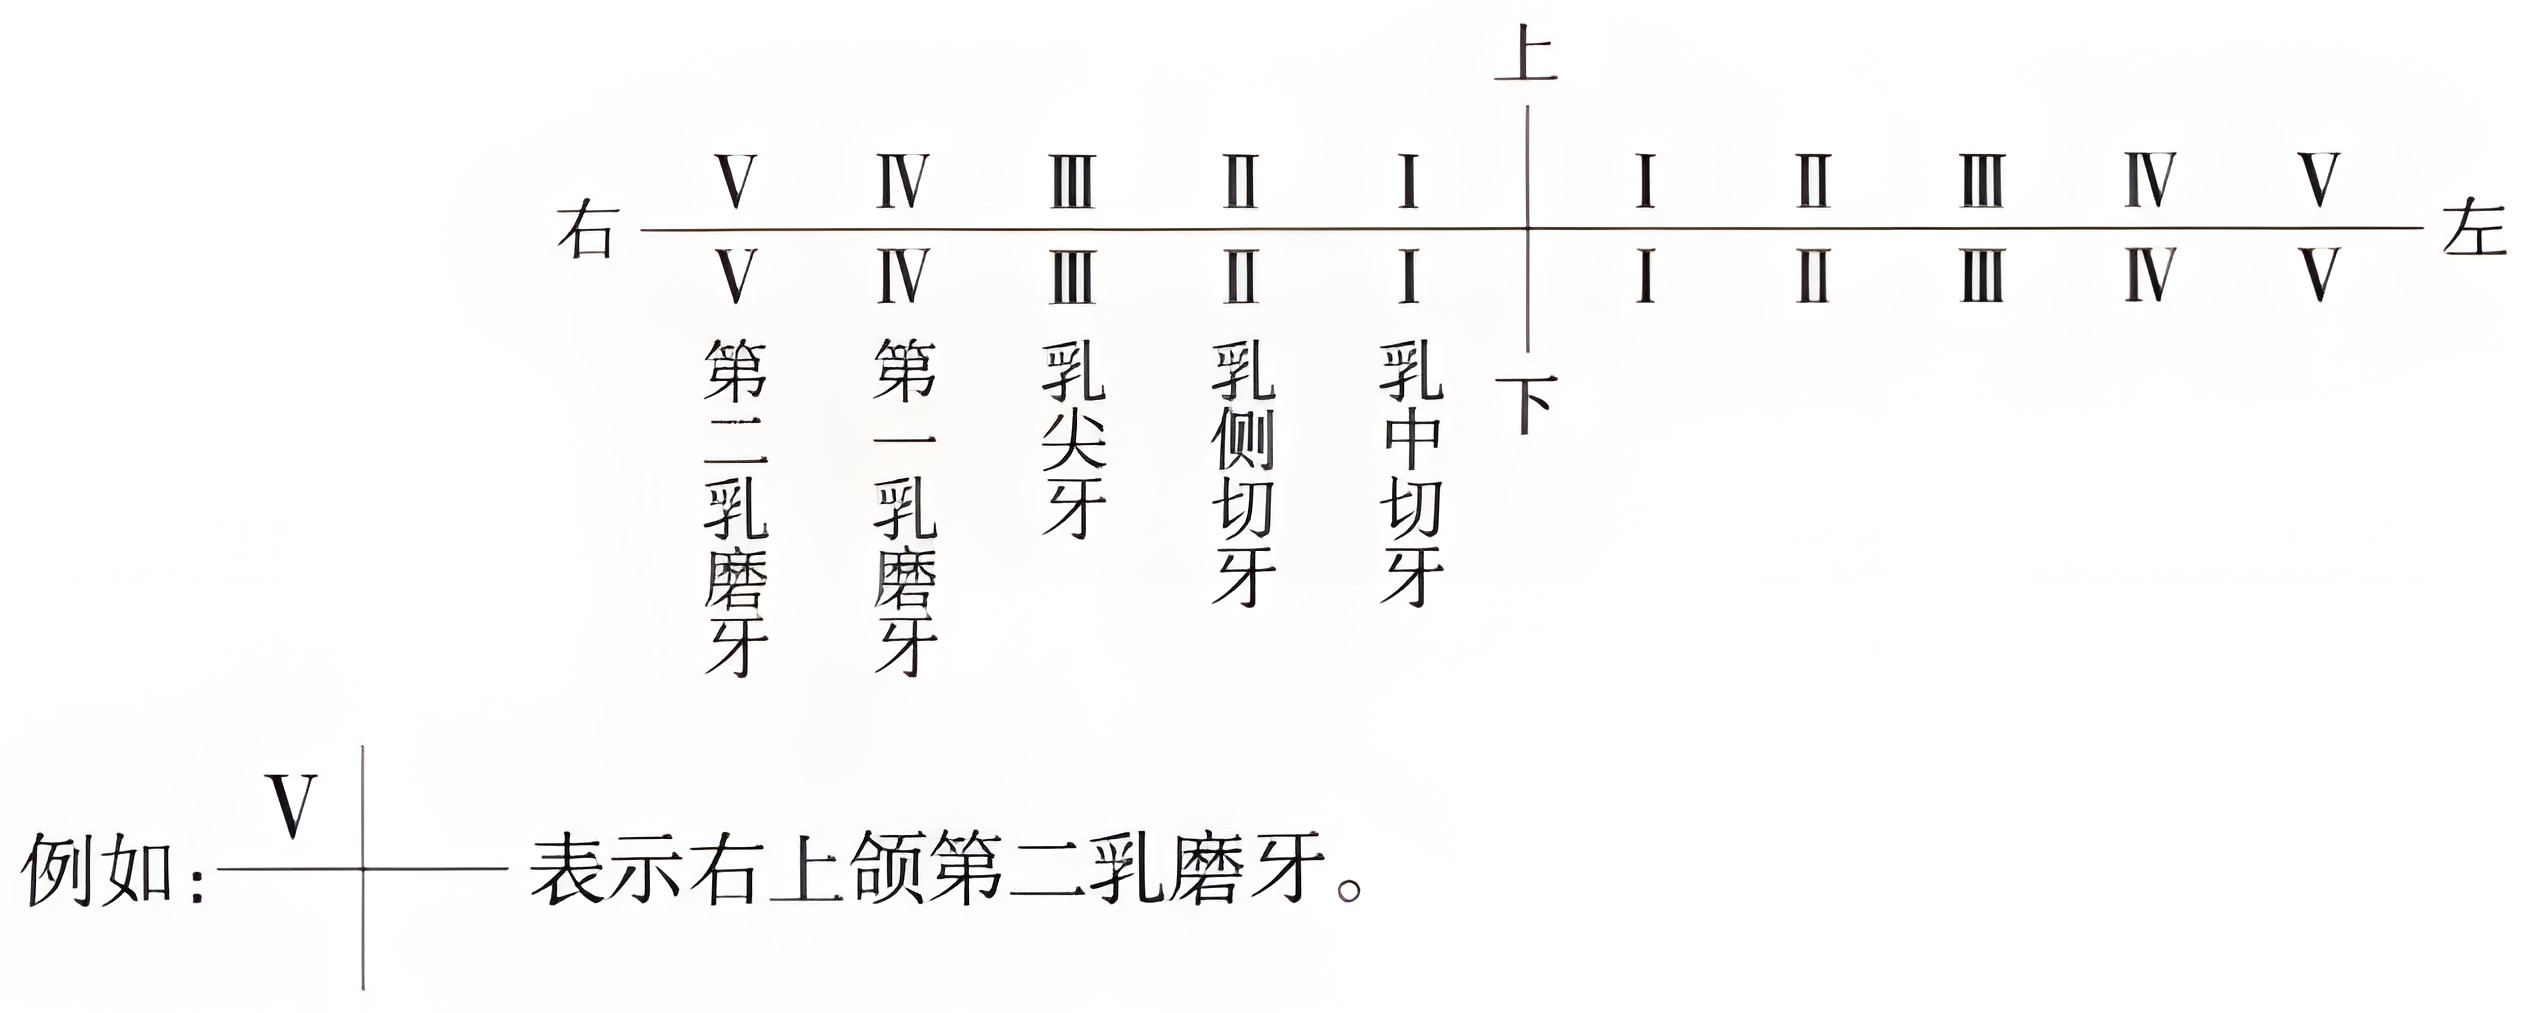 上
Ⅴ Ⅳ Ⅲ Ⅱ Ⅰ Ⅰ Ⅱ Ⅲ Ⅳ Ⅴ
右 左
Ⅴ Ⅳ Ⅲ Ⅱ Ⅰ Ⅰ Ⅱ Ⅲ Ⅳ Ⅴ
下
第二乳磨牙
第一乳磨牙
乳尖牙
乳侧切牙
乳中切牙
Ⅴ
例如: 表示右上颌第二乳磨牙。